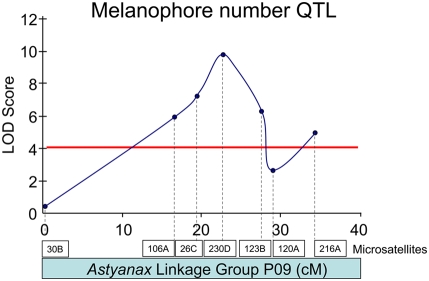 Melanophore number QTL
LOD Score
12
10
8
6
4
2
0
0 10 20 30 40
30B 106A 26C 230D 123B 120A 216A Microsatellites
Astyanax Linkage Group P09 (cM)